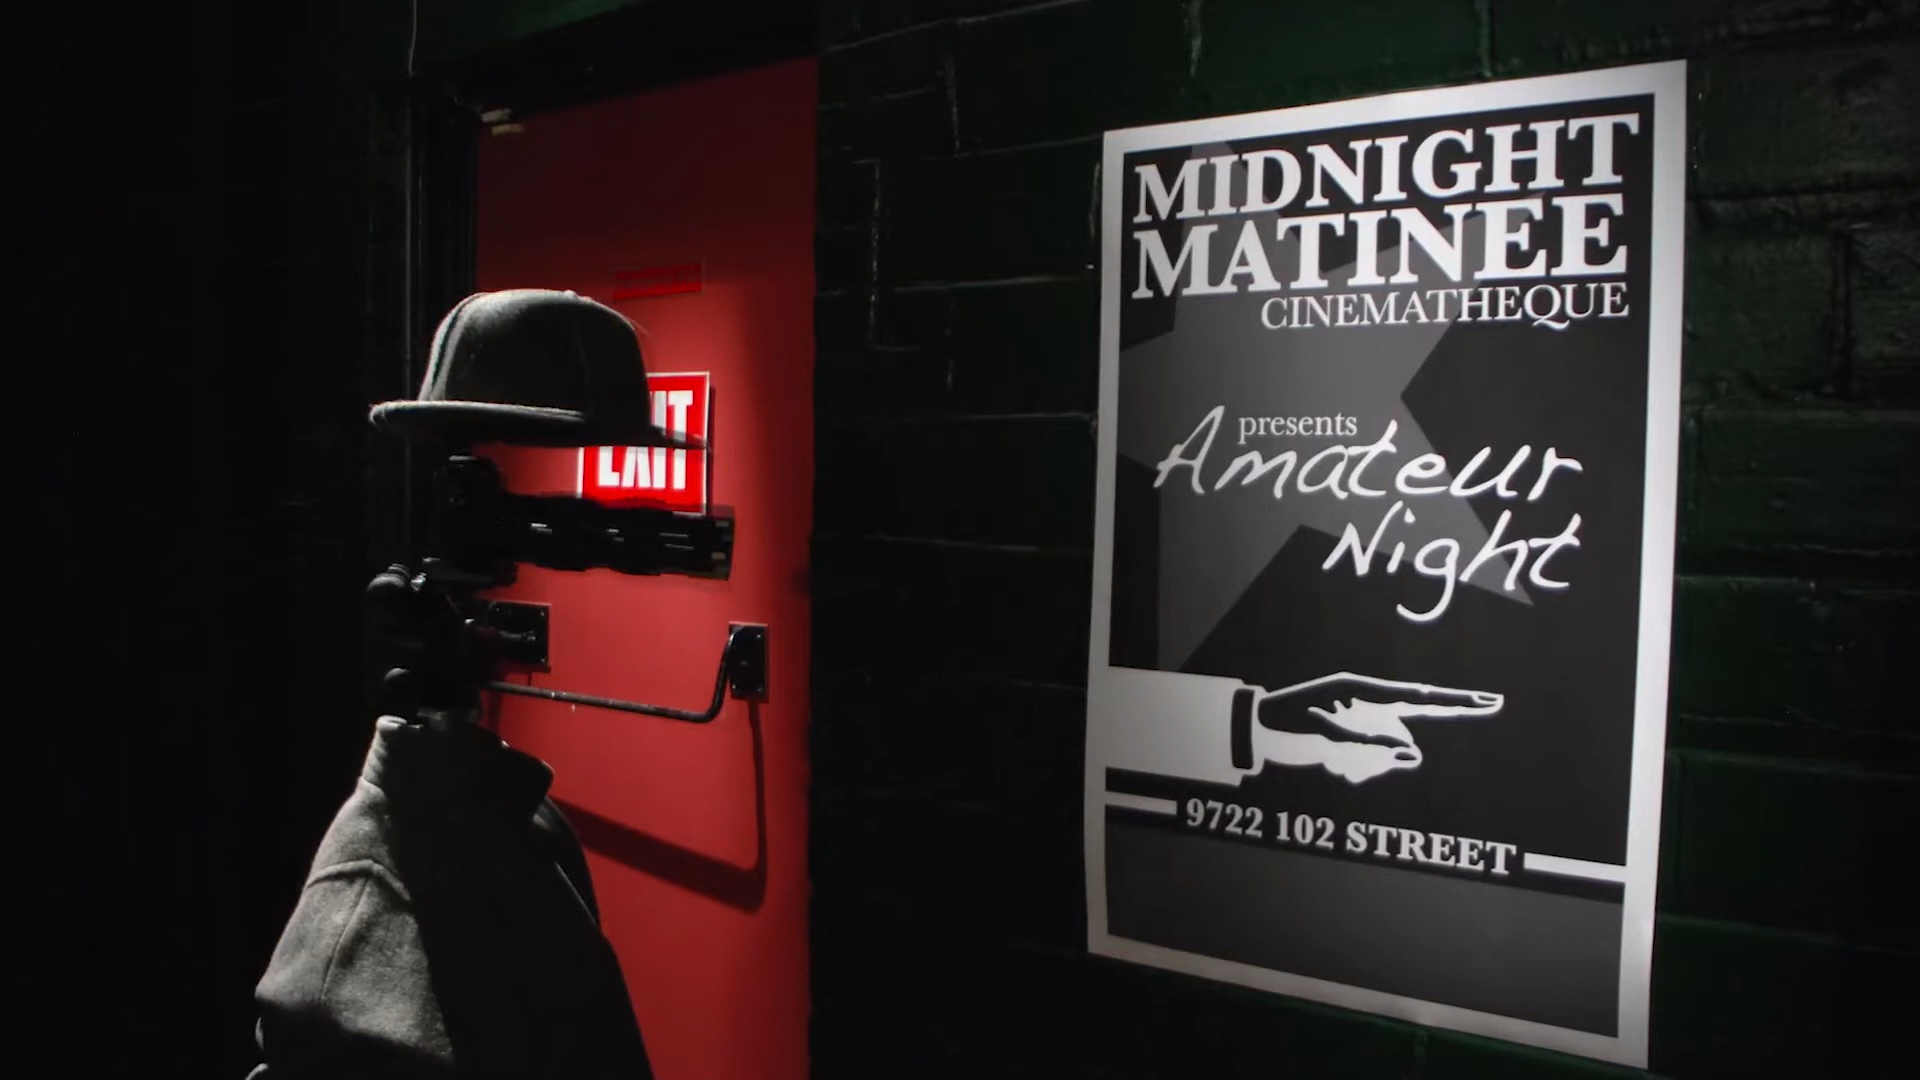 EXIT
MIDNIGHT
MATINEE
CINEMATHEQUE
presents
Amateur
Night
9722 102 STREET